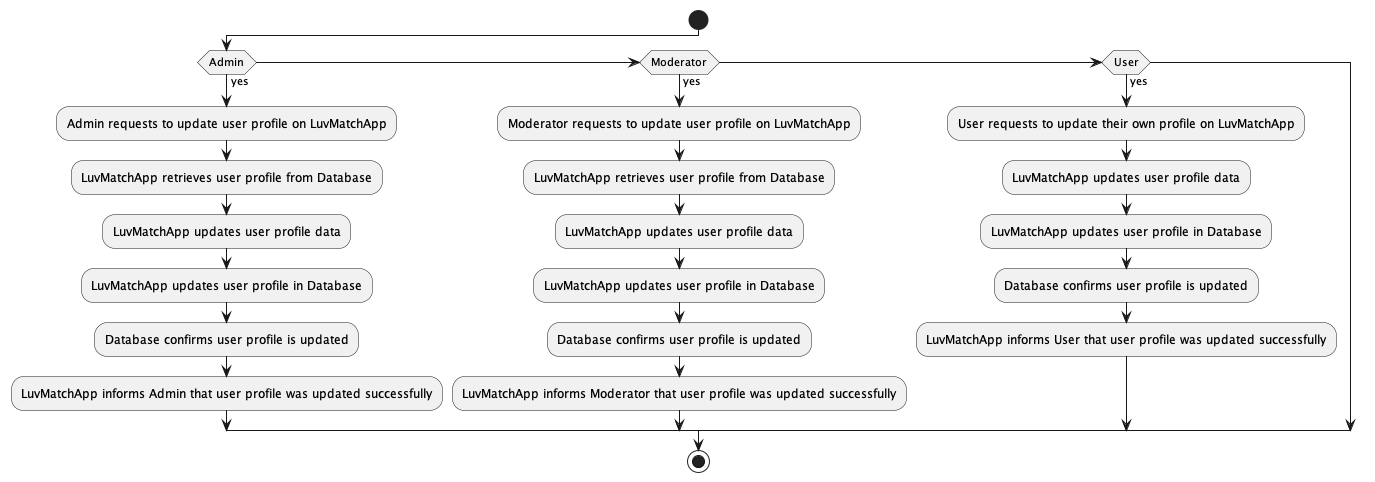 Admin
yes
Admin requests to update user profile on LuvMatchApp
LuvMatchApp retrieves user profile from Database
LuvMatchApp updates user profile data
LuvMatchApp updates user profile in Database
Database confirms user profile is updated
LuvMatchApp informs Admin that user profile was updated successfully
Moderator
yes
Moderator requests to update user profile on LuvMatchApp
LuvMatchApp retrieves user profile from Database
LuvMatchApp updates user profile data
LuvMatchApp updates user profile in Database
Database confirms user profile is updated
LuvMatchApp informs Moderator that user profile was updated successfully
User
yes
User requests to update their own profile on LuvMatchApp
LuvMatchApp updates user profile data
LuvMatchApp updates user profile in Database
Database confirms user profile is updated
LuvMatchApp informs User that user profile was updated successfully